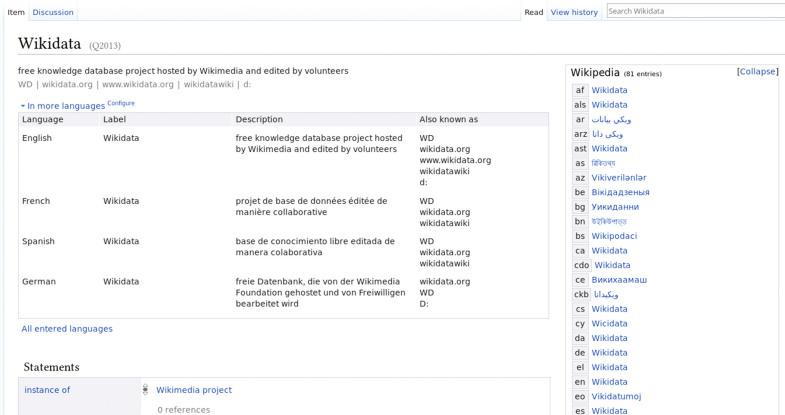 Item Discussion Read View history Search Wikidata
Wikidata (Q2013)
free knowledge database project hosted by Wikimedia and edited by volunteers
WD | wikidata.org | www.wikidata.org | wikidatawiki | d:
In more languages Configure
Language Label Description Also known as
English Wikidata free knowledge database project hosted WD
by Wikimedia and edited by volunteers wikidata.org
www.wikidata.org
wikidatawiki
d:
French Wikidata projet de base de données éditée de WD
manière collaborative wikidata.org
wikidatawiki
Spanish Wikidata base de conocimiento libre editada de WD
manera colaborativa wikidata.org
wikidatawiki
German Wikidata freie Datenbank, die von der Wikimedia wikidata.org
Foundation gehostet und von Freiwilligen WD
bearbeitet wird D:
All entered languages
Statements
instance of Wikimedia project
0 references
Wikipedia (81 entries) [Collapse]
af Wikidata
als Wikidata
ar ويكي بيانات
arz ويكى داتا
ast Wikidata
as ৱিকিতথ্য
az Vikiverilənlər
be Вікідадзеныя
bg Уикиданни
bn উইকিউপাত্ত
bs Wikipodaci
ca Wikidata
cdo Wikidata
ce Викихаамаш
ckb ویکیدراوە
cs Wikidata
cy Wicidata
da Wikidata
de Wikidata
el Wikidata
en Wikidata
eo Vikidatumoj
es Wikidata